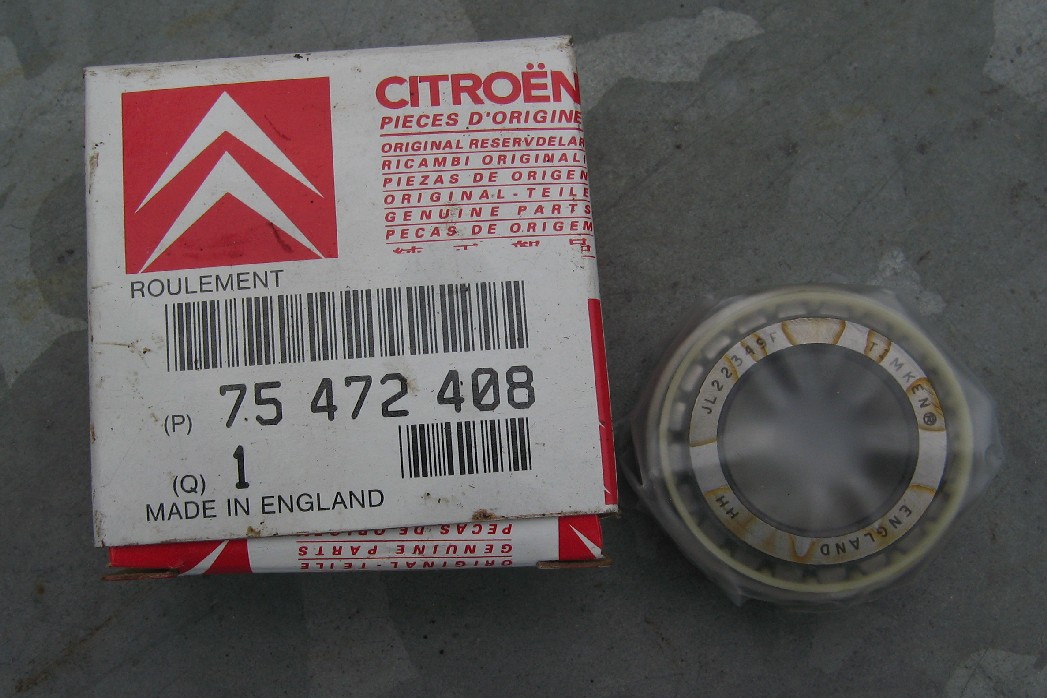 CITROËN
PIECES D'ORIGINE
ORIGINAL RESERVDELAR
RICAMBI ORIGINALI
PIEZAS DE ORIGEN
ORIGINAL-TEILE
GENUINE PARTS
PEÇAS DE ORIGEM
ROULEMENT
(P) 75 472 408
(Q) 1
MADE IN ENGLAND
PEÇAS DE
GENUINE PARTS
ORIGINAL-TEILE
JL22349F TIMKEN®
HH ENGLAND